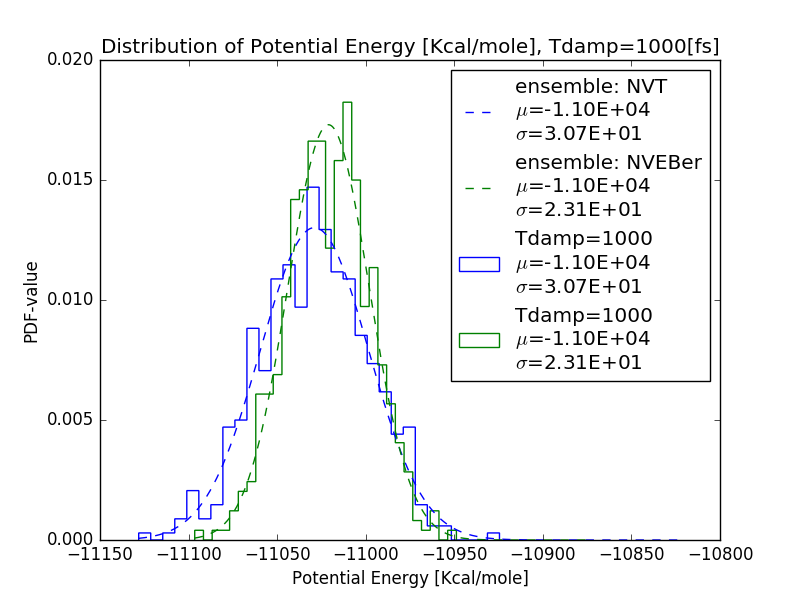 Distribution of Potential Energy [Kcal/mole], Tdamp=1000[fs]
0.020
0.015
0.010
0.005
0.000
PDF-value
ensemble: NVT
μ=-1.10E+04
σ=3.07E+01
ensemble: NVEBer
μ=-1.10E+04
σ=2.31E+01
Tdamp=1000
μ=-1.10E+04
σ=3.07E+01
Tdamp=1000
μ=-1.10E+04
σ=2.31E+01
−11150 −11100 −11050 −11000 −10950 −10900 −10850 −10800
Potential Energy [Kcal/mole]